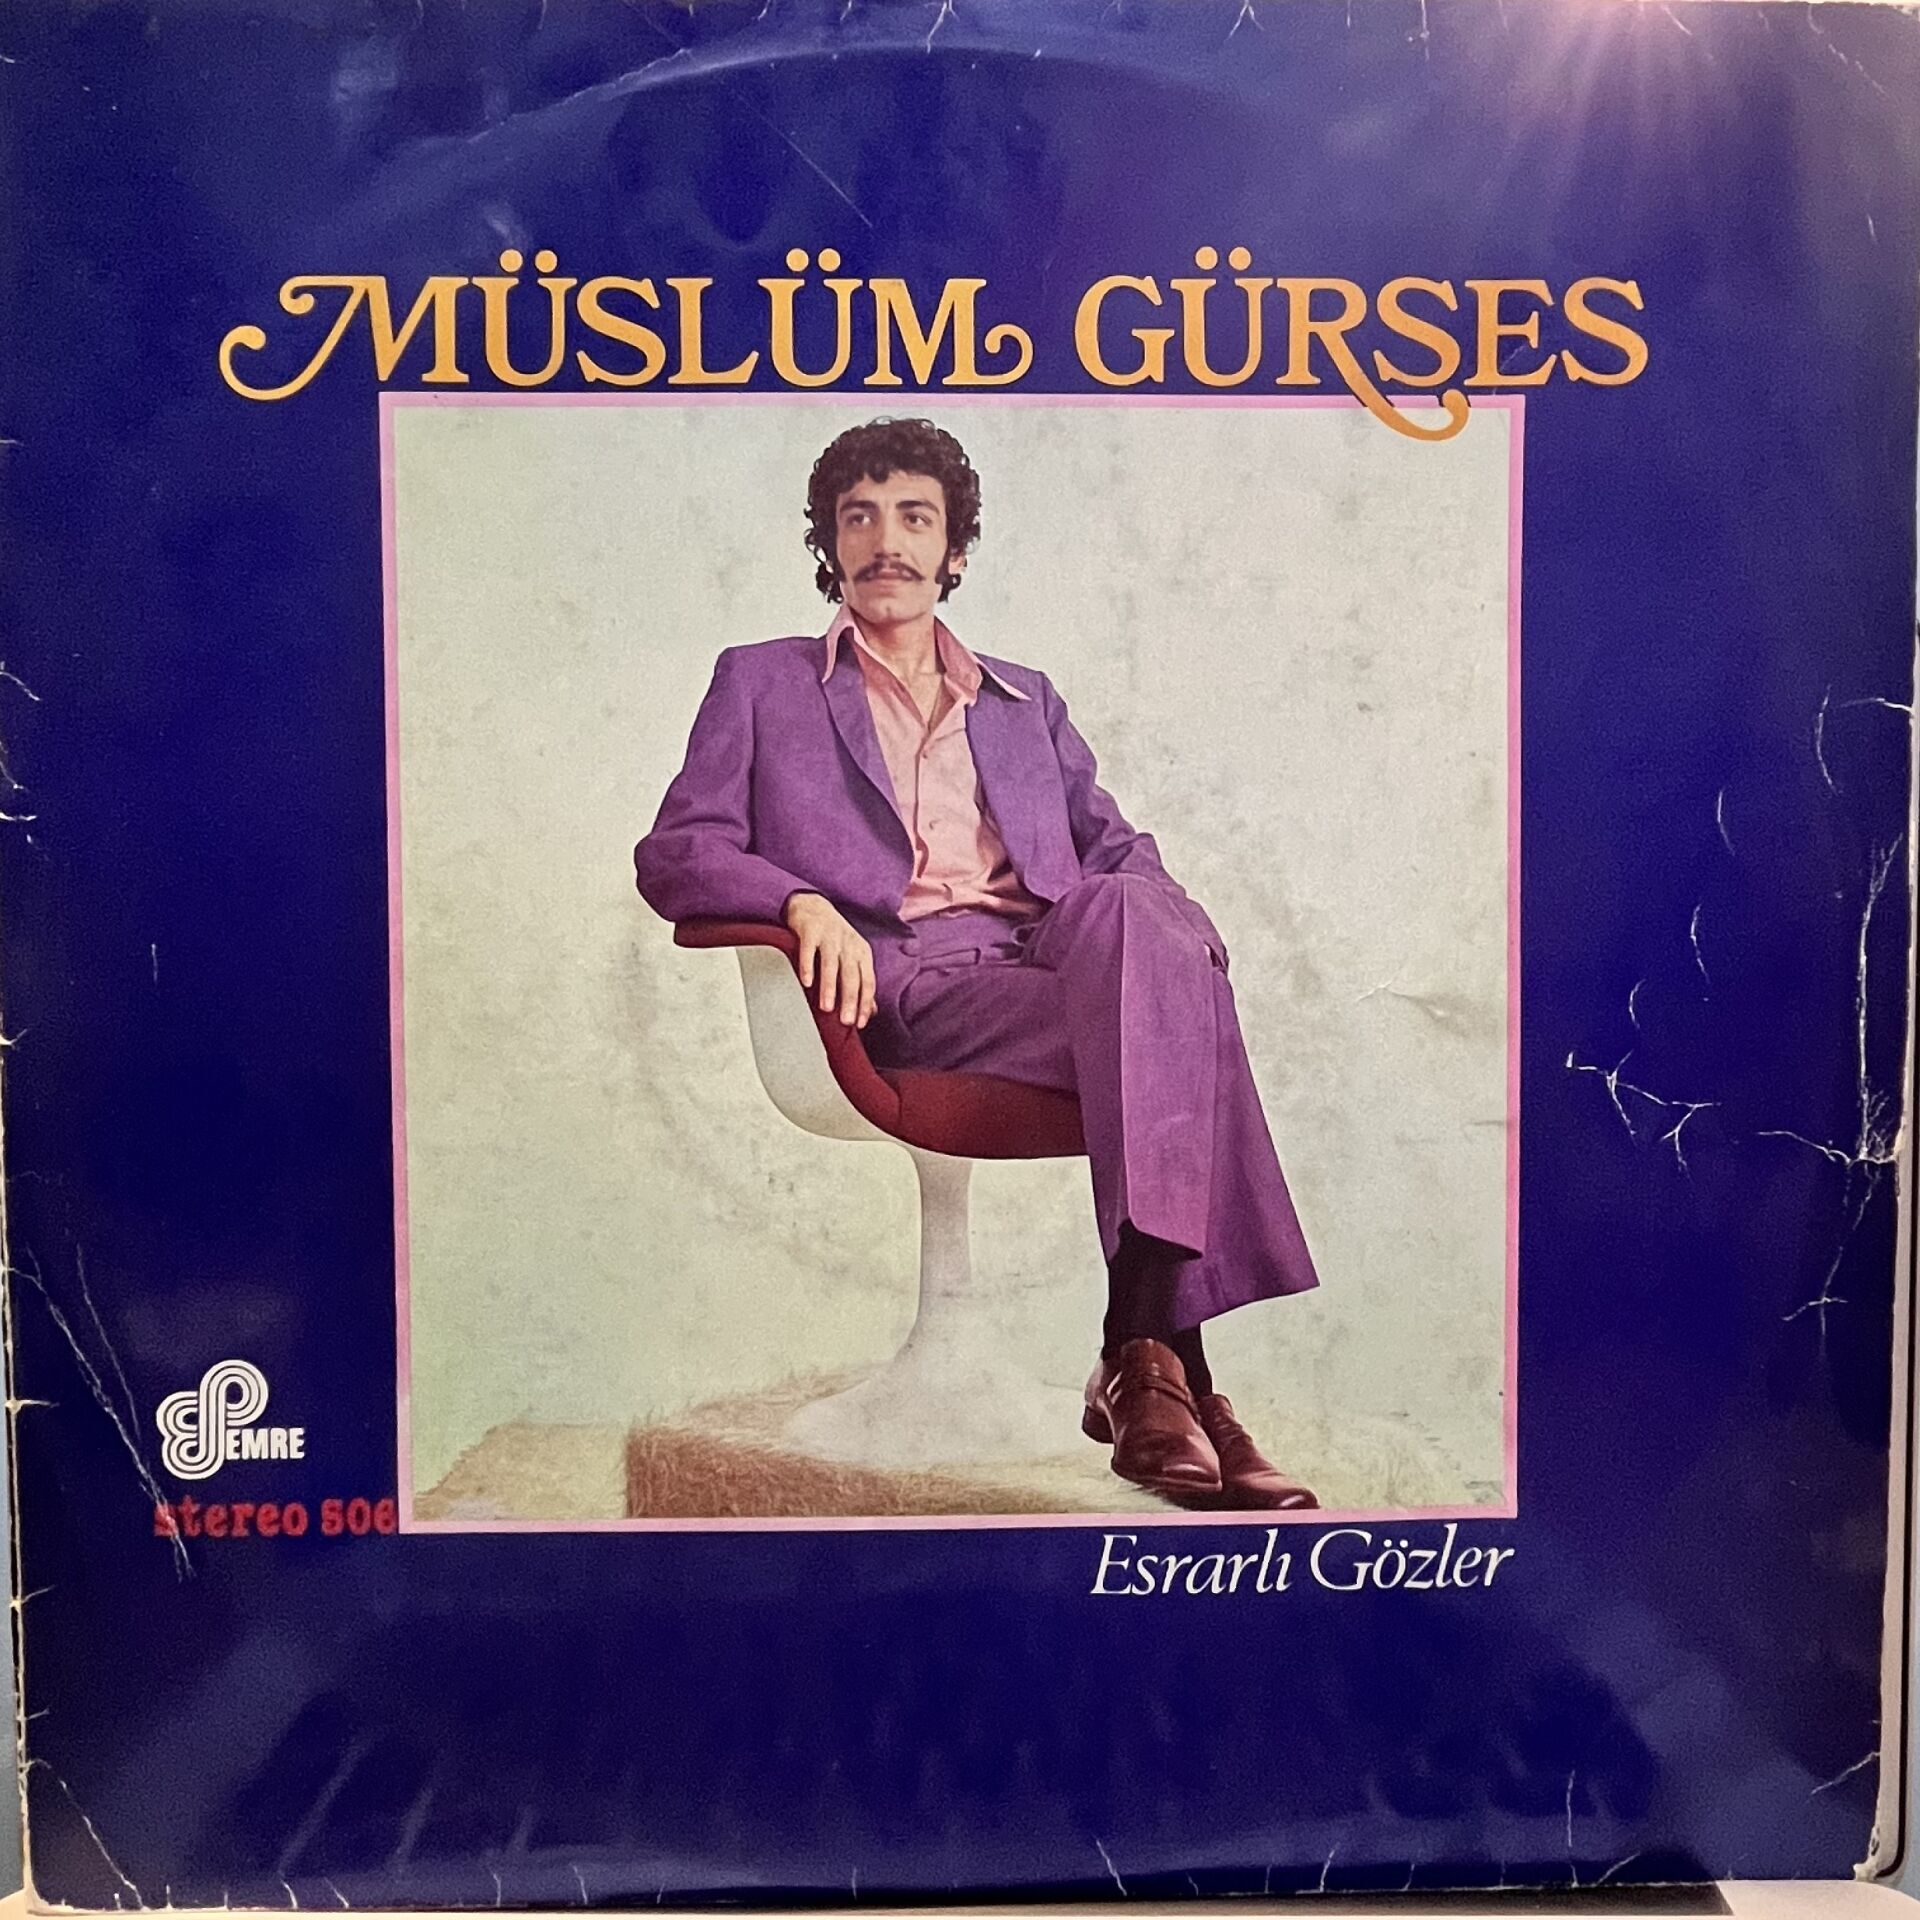 MÜSLÜM GÜRSES
EMRE
stereo 506
Esrarlı Gözler